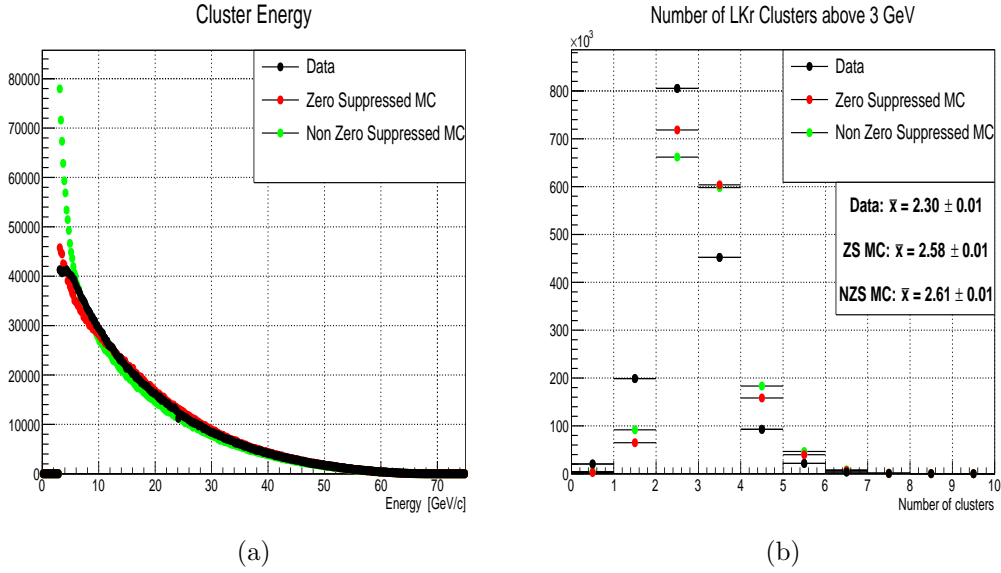 Cluster Energy
Data
Zero Suppressed MC
Non Zero Suppressed MC
80000
70000
60000
50000
40000
30000
20000
10000
0
0 10 20 30 40 50 60 70
Energy [GeV/c]
(a)
Number of LKr Clusters above 3 GeV
×10³
Data
Zero Suppressed MC
Non Zero Suppressed MC
Data: x̄ = 2.30 ± 0.01
ZS MC: x̄ = 2.58 ± 0.01
NZS MC: x̄ = 2.61 ± 0.01
800
700
600
500
400
300
200
100
0
0 1 2 3 4 5 6 7 8 9 10
Number of clusters
(b)